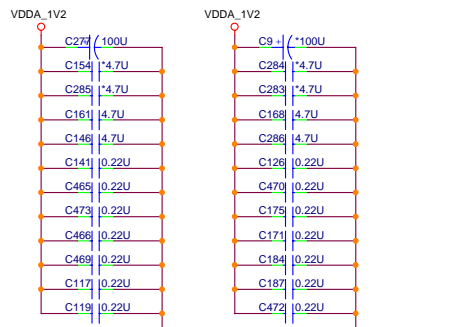 VDDA_1V2
C277+ 100U
C154 *4.7U
C285 *4.7U
C161 4.7U
C146 4.7U
C141 0.22U
C465 0.22U
C473 0.22U
C466 0.22U
C469 0.22U
C117 0.22U
C119 0.22U
VDDA_1V2
C9 + *100U
C284 *4.7U
C283 *4.7U
C168 4.7U
C286 4.7U
C126 0.22U
C470 0.22U
C175 0.22U
C171 0.22U
C184 0.22U
C187 0.22U
C472 0.22U